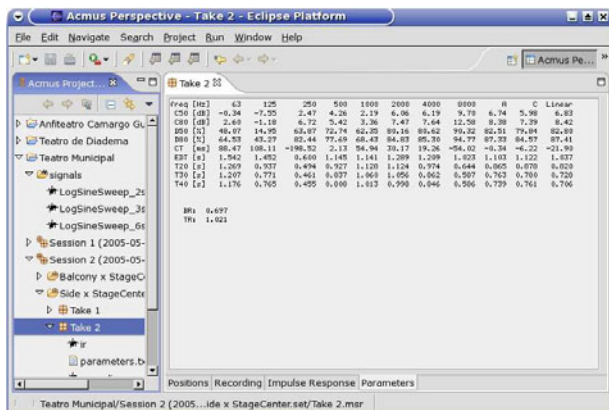 Acmus Perspective - Take 2 - Eclipse Platform
File Edit Navigate Search Project Run Window Help
Acmus Pe...
Acmus Project...
Anfiteatro Camargo Gu
Teatro de Diadema
Teatro Municipal
signals
LogSineSweep_2s
LogSineSweep_3s
LogSineSweep_6s
Session 1 (2005-05-
Session 2 (2005-05-
Balcony x StageC
Side x StageCente
Take 1
Take 2
ir
parameters.tx
Take 2
Freq [Hz] 63 125 250 500 1000 2000 4000 8000 A C Linear
C50 [dB] -0.34 -7.55 2.47 4.26 2.19 6.06 6.19 9.70 6.74 5.98 6.83
C80 [dB] 2.60 -1.18 6.72 5.42 3.36 7.47 7.64 12.58 8.38 7.39 8.42
D50 [%] 48.07 14.95 63.87 72.74 62.35 80.16 80.62 90.32 82.51 79.84 82.80
D80 [%] 64.53 43.27 82.44 77.69 68.43 84.83 85.30 94.77 87.33 84.57 87.41
CT [ms] 88.47 108.11 -198.52 2.13 54.94 30.17 19.26 -54.02 -0.34 -6.22 -21.90
EDT [s] 1.542 1.452 0.600 1.145 1.141 1.289 1.209 1.023 1.103 1.122 1.037
T20 [s] 1.269 0.937 0.494 0.927 1.120 1.124 0.974 0.644 0.865 0.878 0.820
T30 [s] 1.207 0.771 0.461 0.037 1.060 1.056 0.062 0.507 0.763 0.780 0.720
T40 [s] 1.176 0.765 0.455 0.800 1.013 0.990 0.846 0.506 0.739 0.761 0.706
BR: 0.697
TR: 1.021
Positions Recording Impulse Response Parameters
Teatro Municipal/Session 2 (2005...ide x StageCenter.set/Take 2.msr